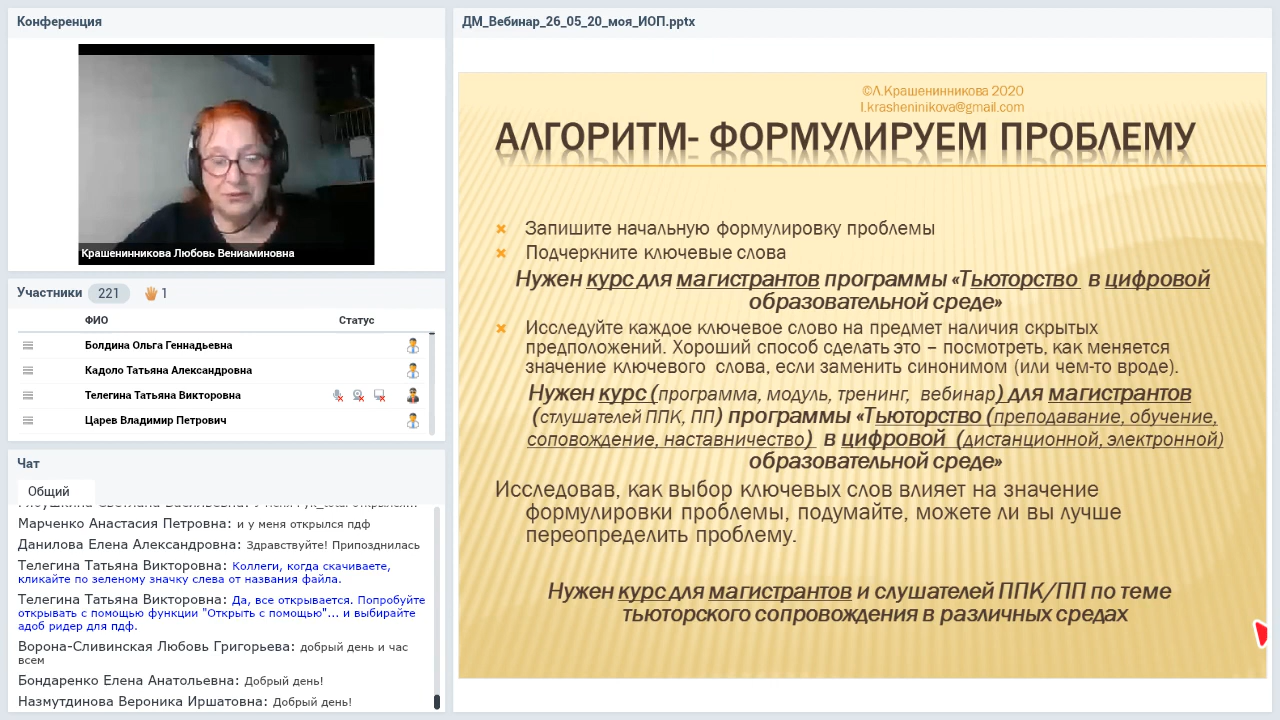 Конференция
Крашенинникова Любовь Вениаминовна
Участники 221 1
ФИО Статус
Болдина Ольга Геннадьевна
Кадоло Татьяна Александровна
Телегина Татьяна Викторовна
Царев Владимир Петрович
Чат
Общий
Марченко Анастасия Петровна: и у меня открылся пдф
Данилова Елена Александровна: Здравствуйте! Припозднилась
Телегина Татьяна Викторовна: Коллеги, когда скачиваете,
кликайте по зеленому значку слева от названия файла.
Телегина Татьяна Викторовна: Да, все открывается. Попробуйте
открывать с помощью функции "Открыть с помощью"... и выбирайте
адоб ридер для пдф.
Ворона-Сливинская Любовь Григорьева: добрый день и час
всем
Бондаренко Елена Анатольевна: Добрый день!
Назмутдинова Вероника Иршатовна: Добрый день!
ДМ_Вебинар_26_05_20_моя_ИОП.pptx
©Л.Крашенинникова 2020
l.krasheninikova@gmail.com
АЛГОРИТМ- ФОРМУЛИРУЕМ ПРОБЛЕМУ
Запишите начальную формулировку проблемы
Подчеркните ключевые слова
Нужен курс для магистрантов программы «Тьюторство в цифровой
образовательной среде»
Исследуйте каждое ключевое слово на предмет наличия скрытых
предположений. Хороший способ сделать это – посмотреть, как меняется
значение ключевого слова, если заменить синонимом (или чем-то вроде).
Нужен курс (программа, модуль, тренинг, вебинар) для магистрантов
(стлушателей ППК, ПП) программы «Тьюторство (преподавание, обучение,
соповождение, наставничество) в цифровой (дистанционной, электронной)
образовательной среде»
Исследовав, как выбор ключевых слов влияет на значение
формулировки проблемы, подумайте, можете ли вы лучше
переопределить проблему.
Нужен курс для магистрантов и слушателей ППК/ПП по теме
тьюторского сопровождения в различных средах